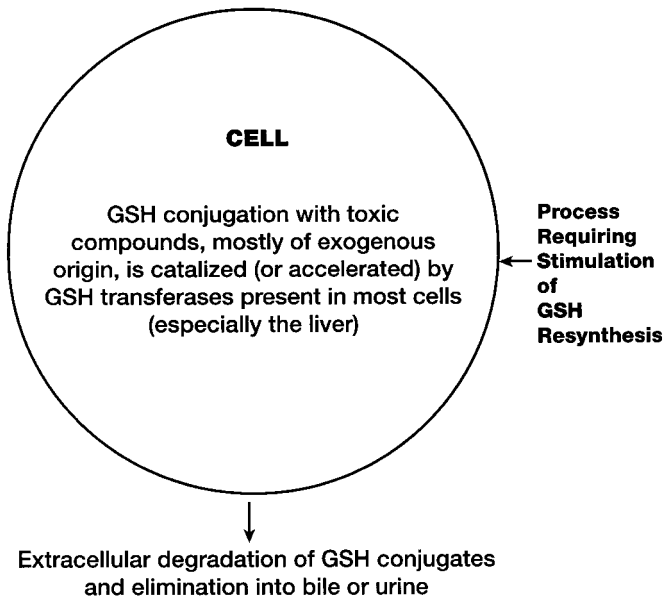 CELL
GSH conjugation with toxic
compounds, mostly of exogenous
origin, is catalized (or accelerated) by
GSH transferases present in most cells
(especially the liver)
Process
Requiring
Stimulation
of
GSH
Resynthesis
Extracellular degradation of GSH conjugates
and elimination into bile or urine